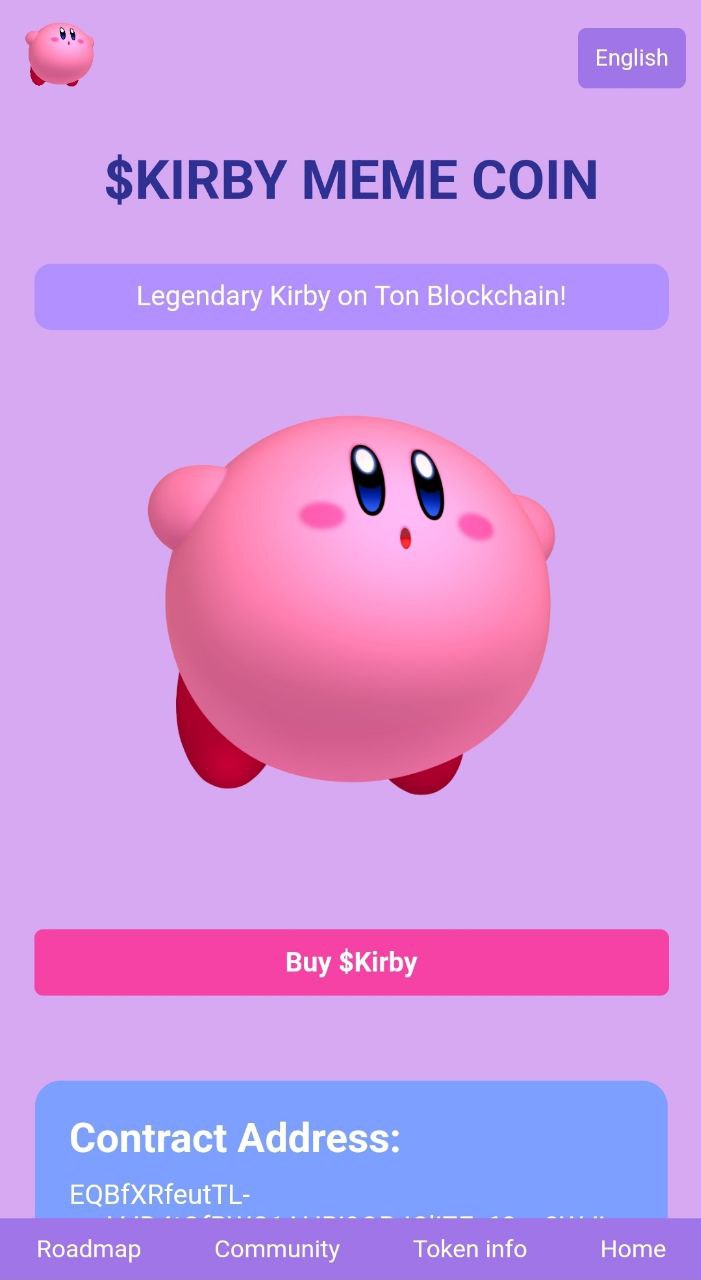 English
$KIRBY MEME COIN
Legendary Kirby on Ton Blockchain!
Buy $Kirby
Contract Address:
EQBfXRfeutTL-
Roadmap Community Token info Home